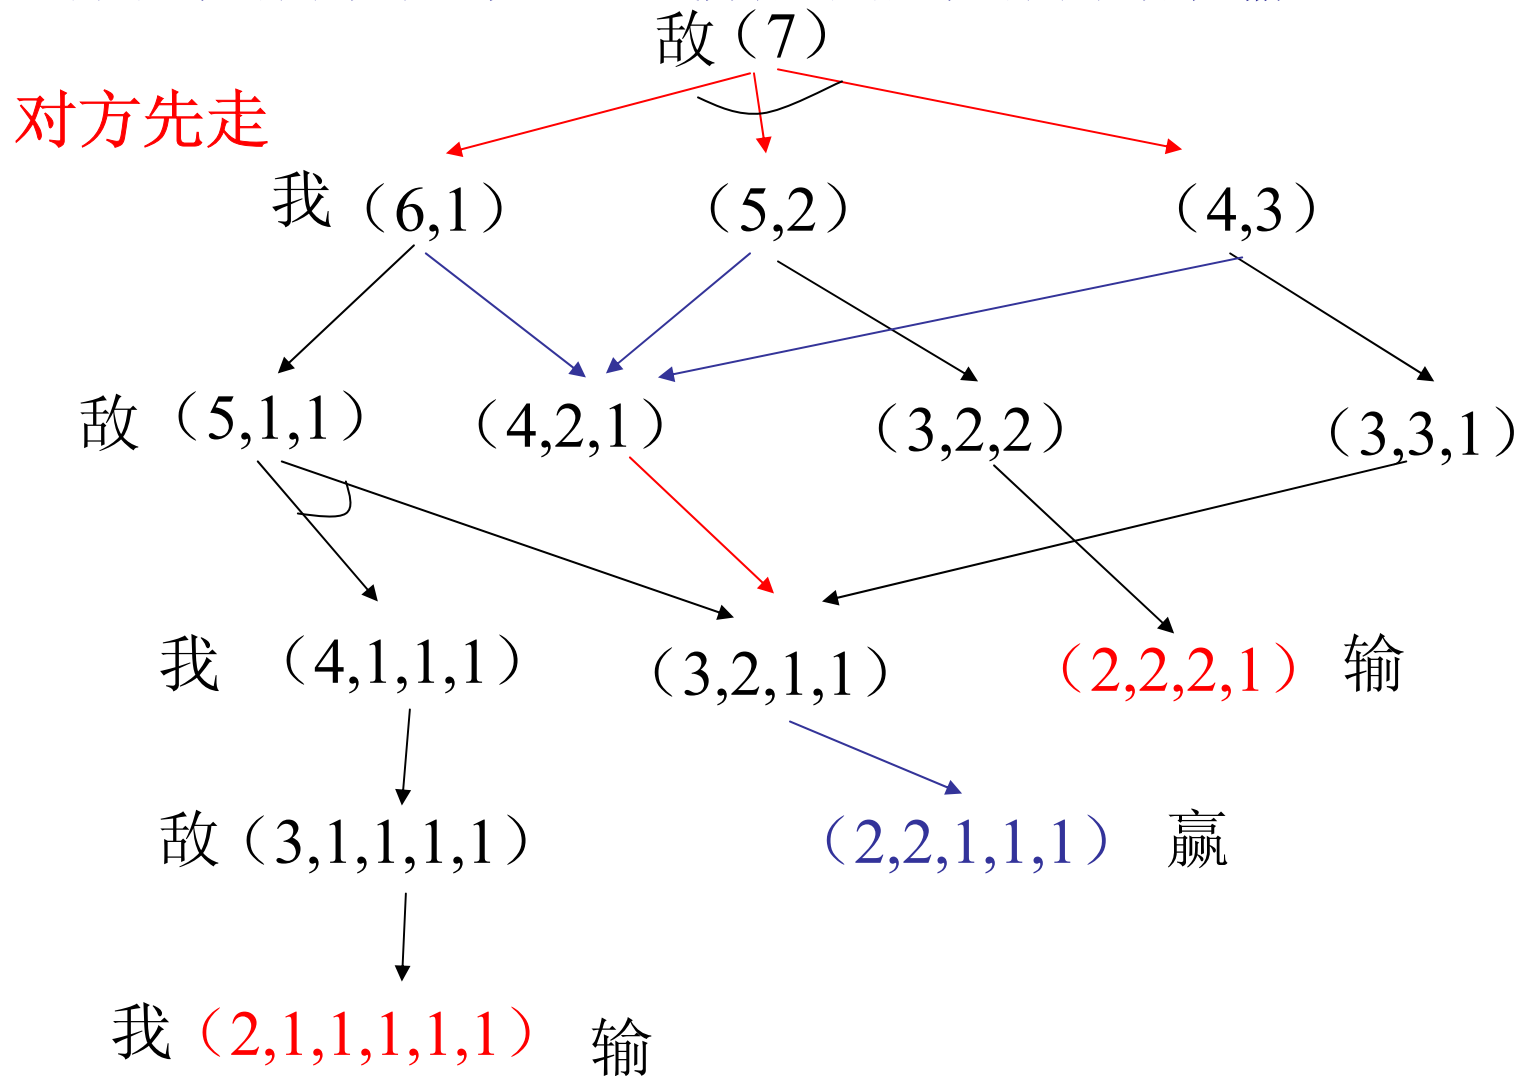 敌（7）
对方先走
我（6,1） （5,2） （4,3）
敌（5,1,1） （4,2,1） （3,2,2） （3,3,1）
我 （4,1,1,1） （3,2,1,1） （2,2,2,1） 输
敌（3,1,1,1,1） （2,2,1,1,1） 赢
我（2,1,1,1,1,1） 输